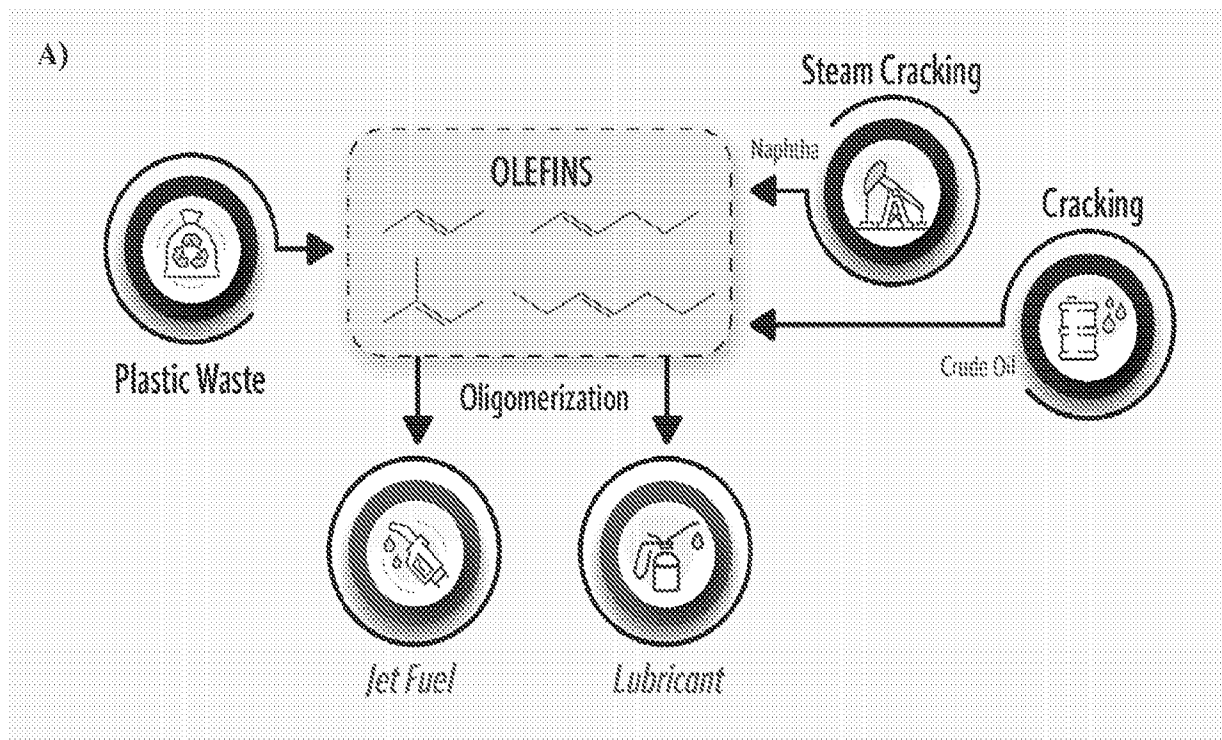 A)
Steam Cracking
Naphtha
OLEFINS
Cracking
Plastic Waste
Crude Oil
Oligomerization
Jet Fuel
Lubricant